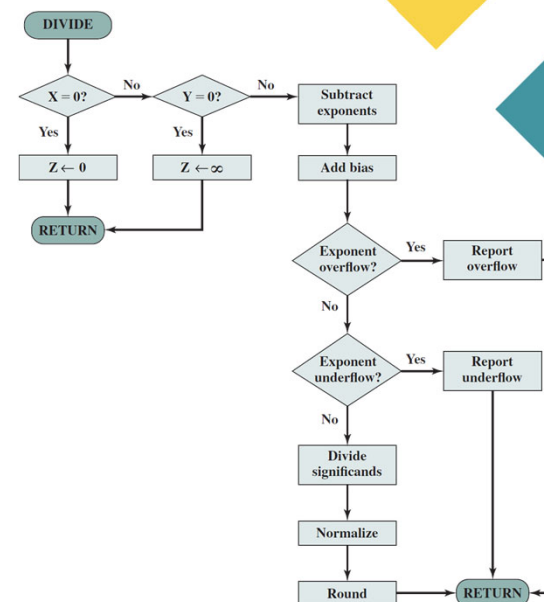 DIVIDE
X = 0?
No
Y = 0?
No
Subtract
exponents
Yes
Yes
Z ← 0
Z ← ∞
Add bias
RETURN
Exponent
overflow?
Yes
Report
overflow
No
Exponent
underflow?
Yes
Report
underflow
No
Divide
significands
Normalize
Round
RETURN